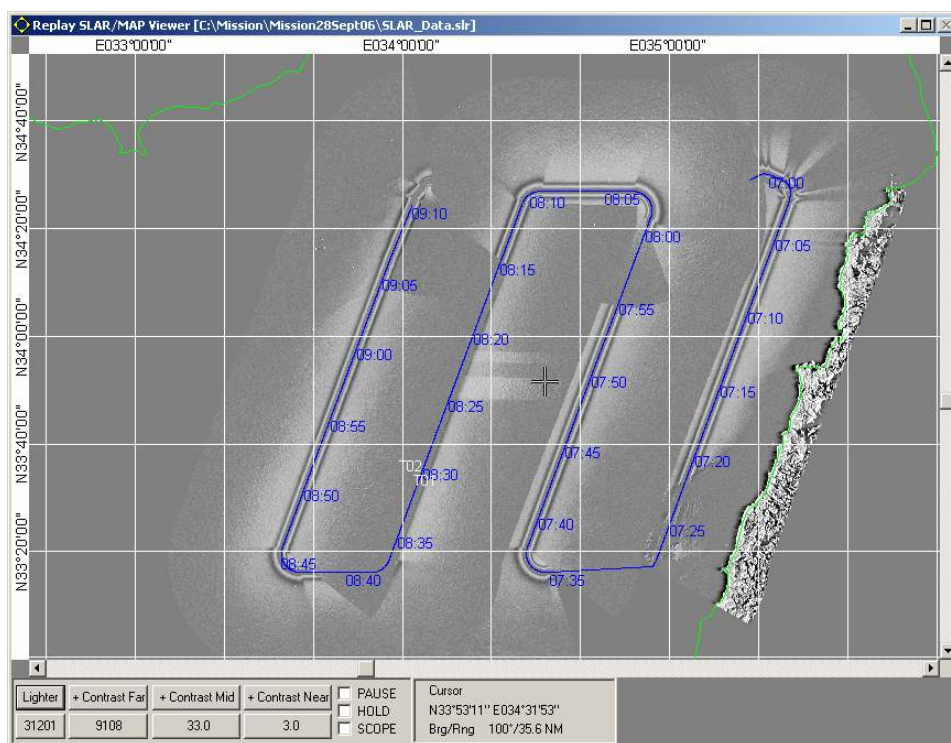 Replay SLAR/MAP Viewer [C:\Mission\Mission28Sept06\SLAR_Data.slr]
E033°00'00" E034°00'00" E035°00'00"
N34°40'00"
N34°20'00"
N34°00'00"
N33°40'00"
N33°20'00"
07:00
09:10 08:10 08:05
08:00 07:05
08:15
09:05 07:55 07:10
08:20
09:00 07:50 07:15
08:25
08:55 07:45 07:20
T02 08:30
08:50 07:40 07:25
08:35
08:45 08:40 07:35
Lighter + Contrast Far + Contrast Mid + Contrast Near
31201 9108 33.0 3.0
PAUSE
HOLD
SCOPE
Cursor
N33°53'11" E034°31'53"
Brg/Rng 100°/35.6 NM